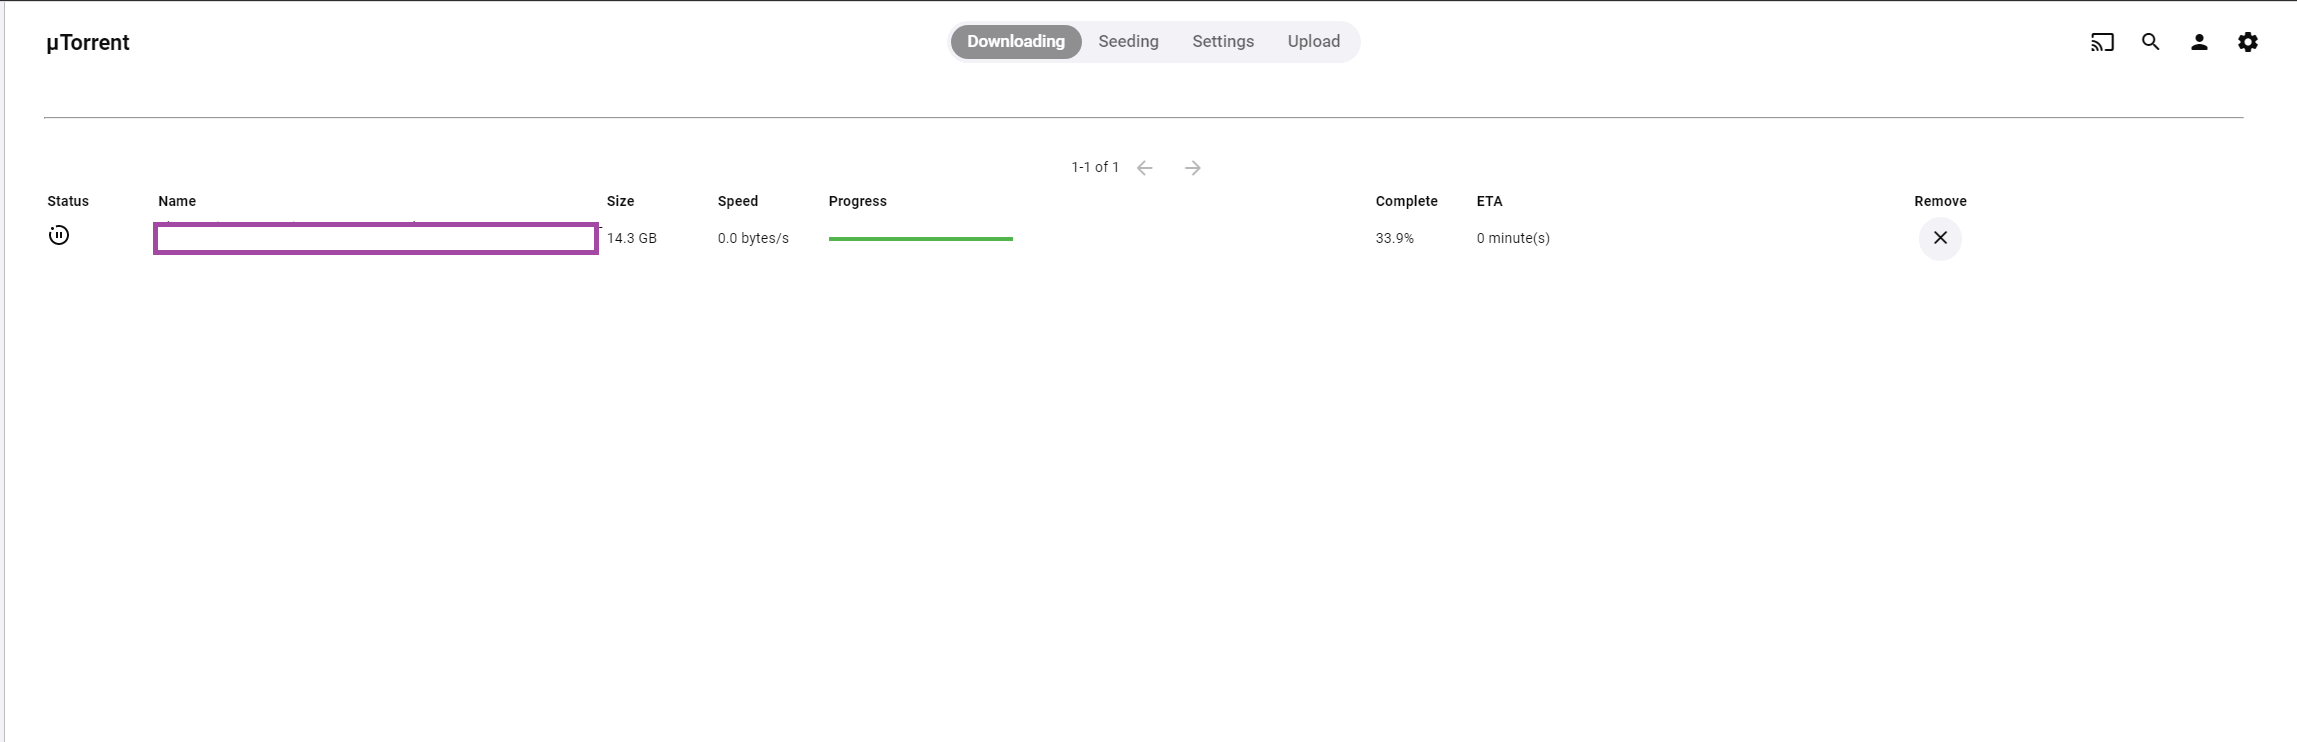 µTorrent
Downloading Seeding Settings Upload
1-1 of 1
Status Name Size Speed Progress Complete ETA Remove
14.3 GB 0.0 bytes/s 33.9% 0 minute(s)